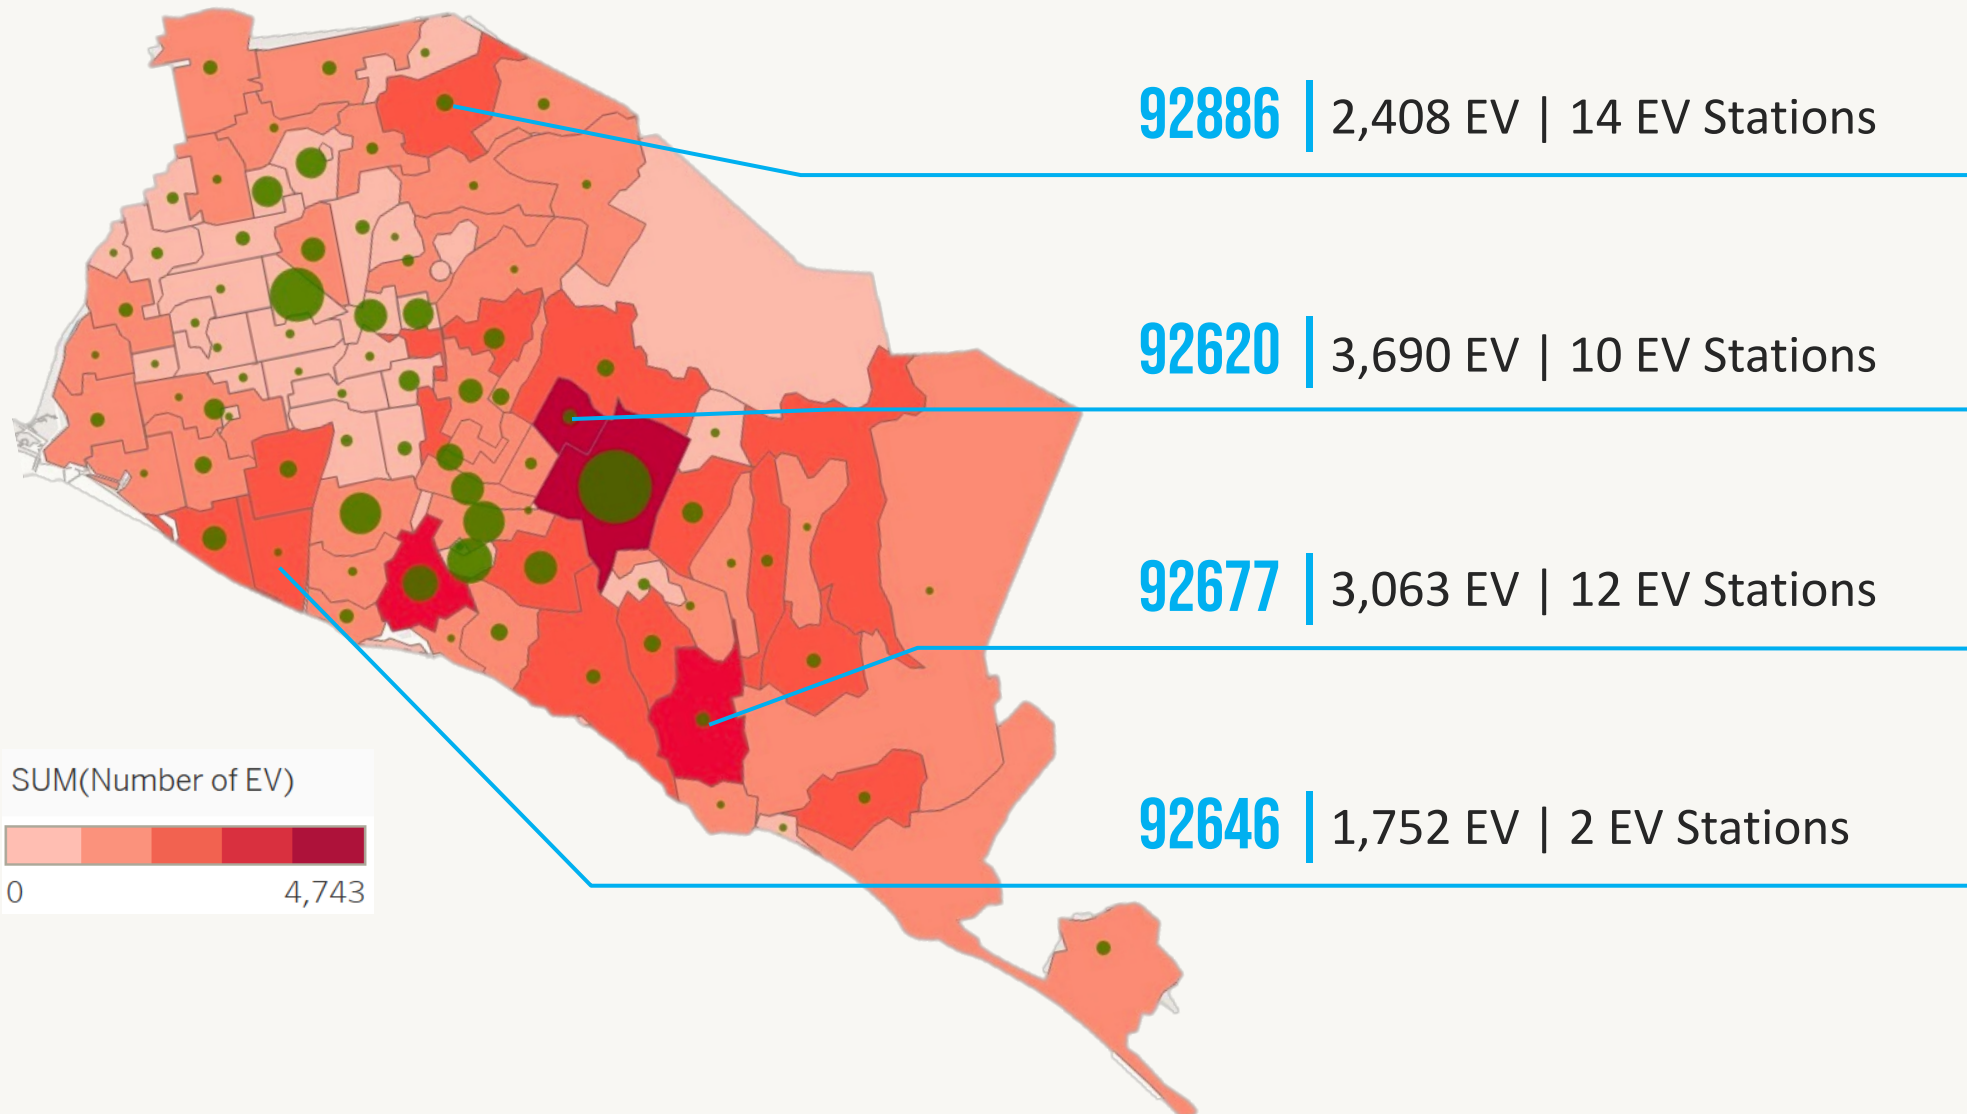 92886 | 2,408 EV | 14 EV Stations
92620 | 3,690 EV | 10 EV Stations
92677 | 3,063 EV | 12 EV Stations
92646 | 1,752 EV | 2 EV Stations
SUM(Number of EV)
0 4,743